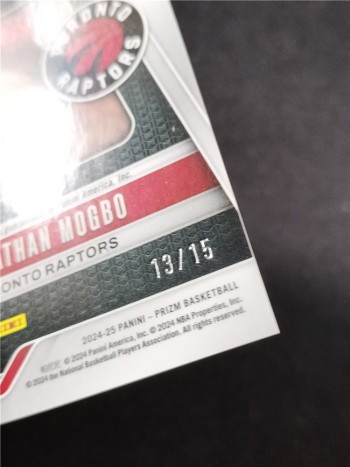 TORONTO
RAPTORS
America, Inc.
THAN MOGBO
ONTO RAPTORS
13/15
2024-25 PANINI – PRIZM BASKETBALL
© 2024 Panini America, Inc. © 2024 NBA Properties, Inc.
© 2024 the National Basketball Players Association. All rights reserved.